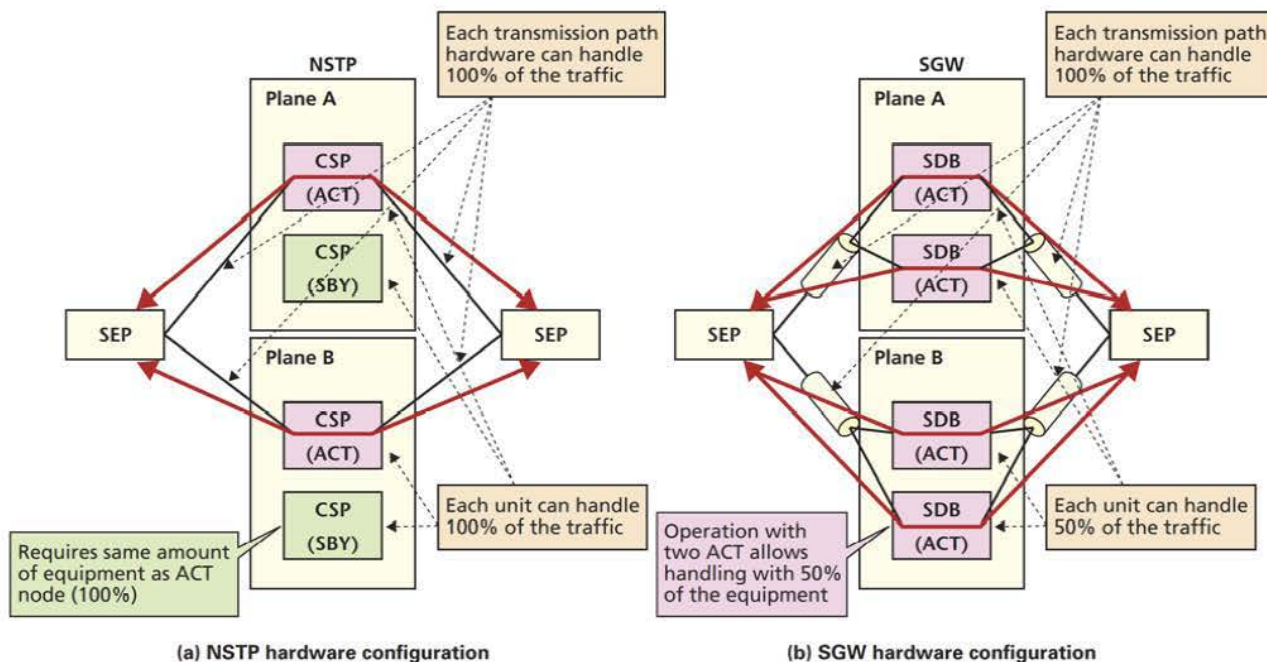 Each transmission path
hardware can handle
100% of the traffic
NSTP
Plane A
CSP
(ACT)
CSP
(SBY)
SEP
SEP
Plane B
CSP
(ACT)
CSP
(SBY)
Each unit can handle
100% of the traffic
Requires same amount
of equipment as ACT
node (100%)
(a) NSTP hardware configuration
Each transmission path
hardware can handle
100% of the traffic
SGW
Plane A
SDB
(ACT)
SDB
(ACT)
SEP
SEP
Plane B
SDB
(ACT)
SDB
(ACT)
Each unit can handle
50% of the traffic
Operation with
two ACT allows
handling with 50%
of the equipment
(b) SGW hardware configuration